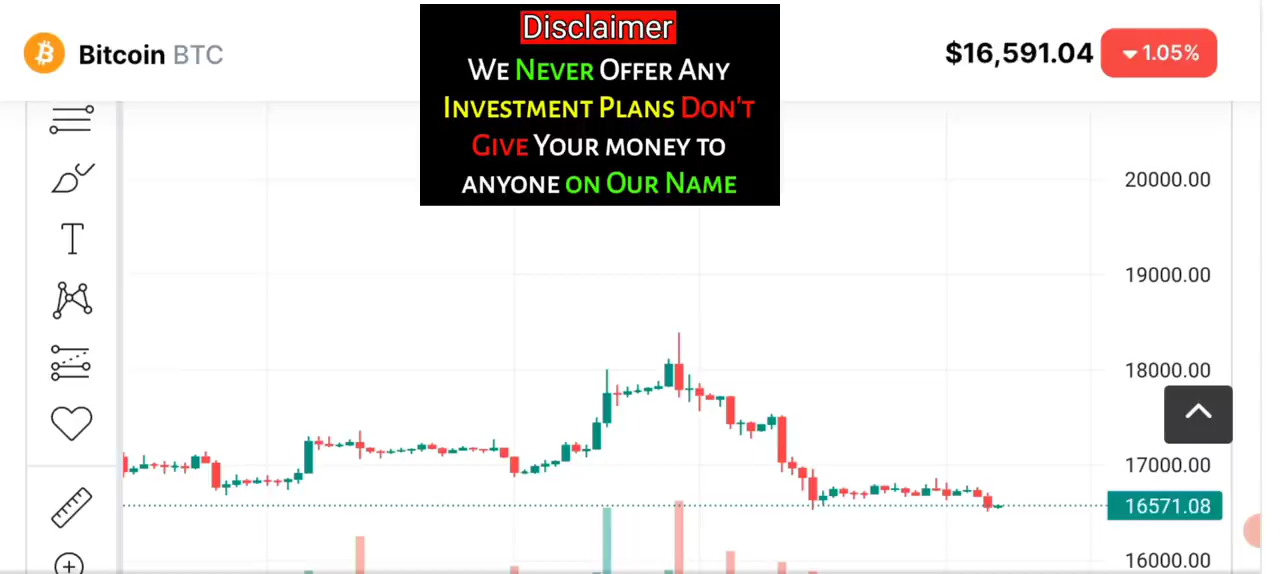 Bitcoin BTC
Disclaimer
We Never Offer Any
Investment Plans Don't
Give Your money to
anyone on Our Name
$16,591.04
1.05%
T
20000.00
19000.00
18000.00
17000.00
16571.08
16000.00